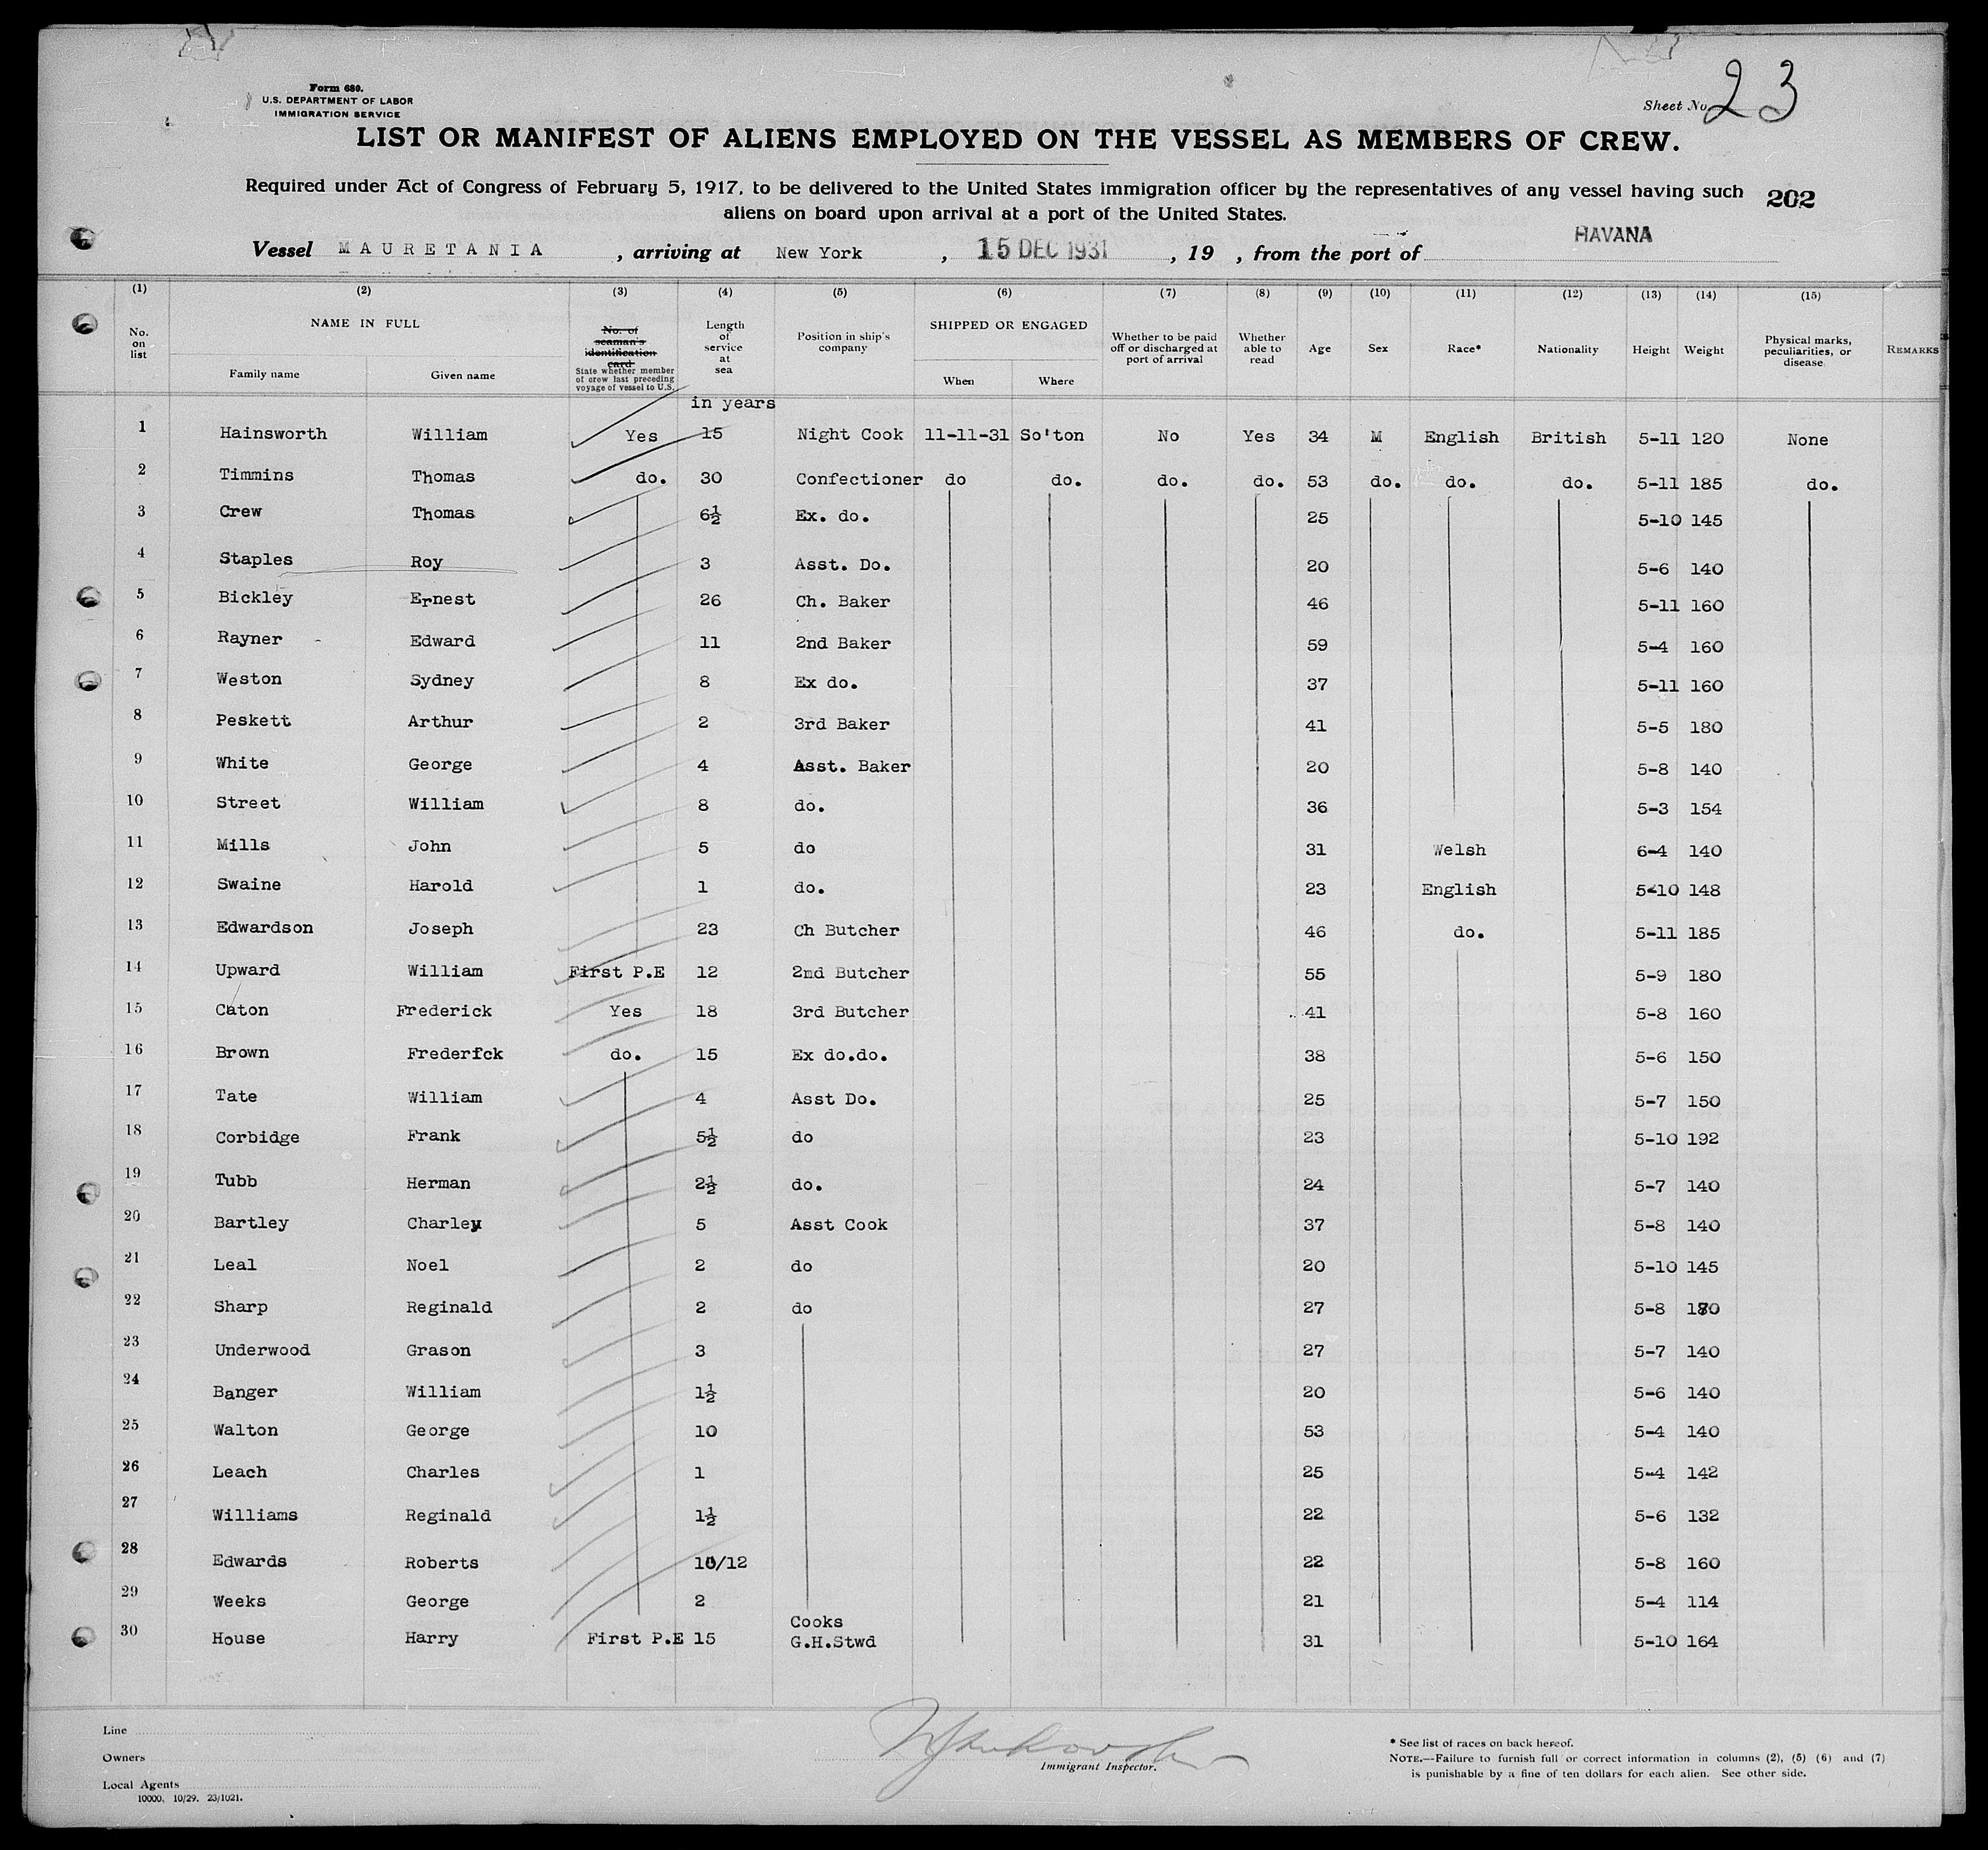 Form 680.
U.S. DEPARTMENT OF LABOR
IMMIGRATION SERVICE
Sheet No. 23
LIST OR MANIFEST OF ALIENS EMPLOYED ON THE VESSEL AS MEMBERS OF CREW.
Required under Act of Congress of February 5, 1917, to be delivered to the United States immigration officer by the representatives of any vessel having such
aliens on board upon arrival at a port of the United States.
202
Vessel MAURETANIA , arriving at New York , 15 DEC 1931 , 19 , from the port of HAVANA
(1) (2) (3) (4) (5) (6) (7) (8) (9) (10) (11) (12) (13) (14) (15)
No. on list
NAME IN FULL
Family name Given name
No. of seaman's identification card
State whether member of crew last preceding voyage of vessel to U.S.
Length of service at sea
Position in ship's company
SHIPPED OR ENGAGED
When Where
Whether to be paid off or discharged at port of arrival
Whether able to read
Age Sex Race* Nationality Height Weight
Physical marks, peculiarities, or disease
REMARKS
in years
1 Hainsworth William Yes 15 Night Cook 11-11-31 So'ton No Yes 34 M English British 5-11 120 None
2 Timmins Thomas do. 30 Confectioner do do. do. do. 53 do. do. do. 5-11 185 do.
3 Crew Thomas 6½ Ex. do. 25 5-10 145
4 Staples Roy 3 Asst. Do. 20 5-6 140
5 Bickley Ernest 26 Ch. Baker 46 5-11 160
6 Rayner - Edward 11 2nd Baker 59 5-4 160
7 Weston Sydney 8 Ex do. 37 5-11 160
8 Peskett Arthur 2 3rd Baker 41 5-5 180
9 White George 4 Asst. Baker 20 5-8 140
10 Street William 8 do. 36 5-3 154
11 Mills John 5 do 31 Welsh 6-4 140
12 Swaine Harold 1 do. 23 English 5-10 148
13 Edwardson Joseph 23 Ch Butcher 46 do. 5-11 185
14 Upward William First P.E 12 2nd Butcher 55 5-9 180
15 Caton Frederick Yes 18 3rd Butcher 41 5-8 160
16 Brown Frederick do. 15 Ex do.do. 38 5-6 150
17 Tate William 4 Asst Do. 25 5-7 150
18 Corbidge Frank 5½ do 23 5-10 192
19 Tubb Herman 2½ do. 24 5-7 140
20 Bartley Charley 5 Asst Cook 37 5-8 140
21 Leal Noel 2 do 20 5-10 145
22 Sharp Reginald 2 do 27 5-8
23 Underwood Grason 3 27 5-7 140
24 Banger William 1½ 20 5-6 140
25 Walton George 10 53 5-4 140
26 Leach Charles 1 25 5-4 142
27 Williams Reginald 1½ 22 5-6 132
28 Edwards Roberts 22 5-8 160
29 Weeks George 2 21 5-4 114
30 House Harry First P.E 15 Cooks G.H.Stwd 31 5-10 164
Line
Owners
Local Agents
10000. 10/29. 23/1021.
Immigrant Inspector.
* See list of races on back hereof.
NOTE.—Failure to furnish full or correct information in columns (2), (5) (6) and (7)
is punishable by a fine of ten dollars for each alien. See other side.